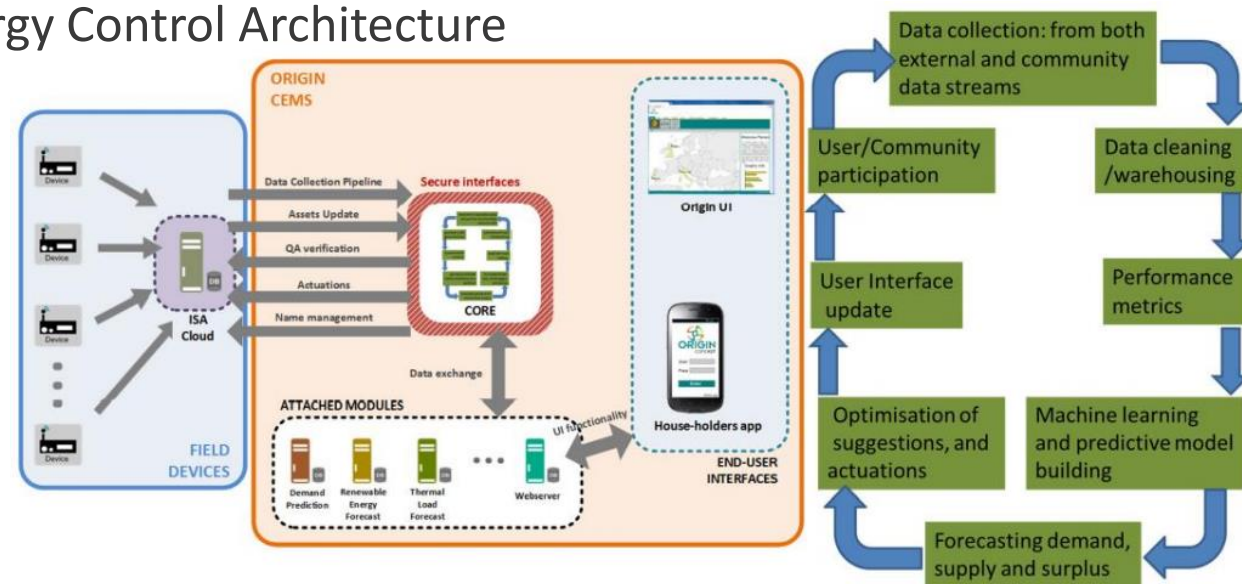 rgy Control Architecture
ORIGIN
CEMS
Device
Device
Device
Device
ISA
Cloud
FIELD
DEVICES
Data Collection Pipeline
Assets Update
QA verification
Actuations
Name management
Secure interfaces
CORE
Data exchange
ATTACHED MODULES
Demand
Prediction
Renewable
Energy
Forecast
Thermal
Load
Forecast
Webserver
UI functionality
Origin UI
ORIGIN
House-holders app
END-USER
INTERFACES
Data collection: from both
external and community
data streams
Data cleaning
/warehousing
Performance
metrics
Machine learning
and predictive model
building
Forecasting demand,
supply and surplus
Optimisation of
suggestions, and
actuations
User Interface
update
User/Community
participation